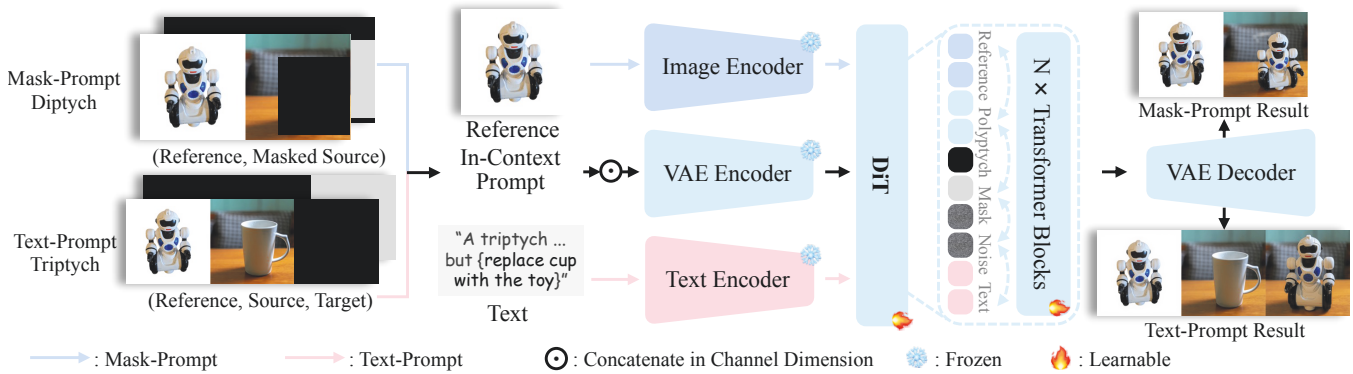 Mask-Prompt
Diptych
(Reference, Masked Source)
Text-Prompt
Triptych
(Reference, Source, Target)
Reference
In-Context
Prompt
“A triptych ...
but {replace cup
with the toy}”
Text
Image Encoder
VAE Encoder
Text Encoder
DiT
Reference
Polyptych
Mask
Noise
Text
N × Transformer Blocks
Mask-Prompt Result
VAE Decoder
Text-Prompt Result
: Mask-Prompt
: Text-Prompt
: Concatenate in Channel Dimension
: Frozen
: Learnable